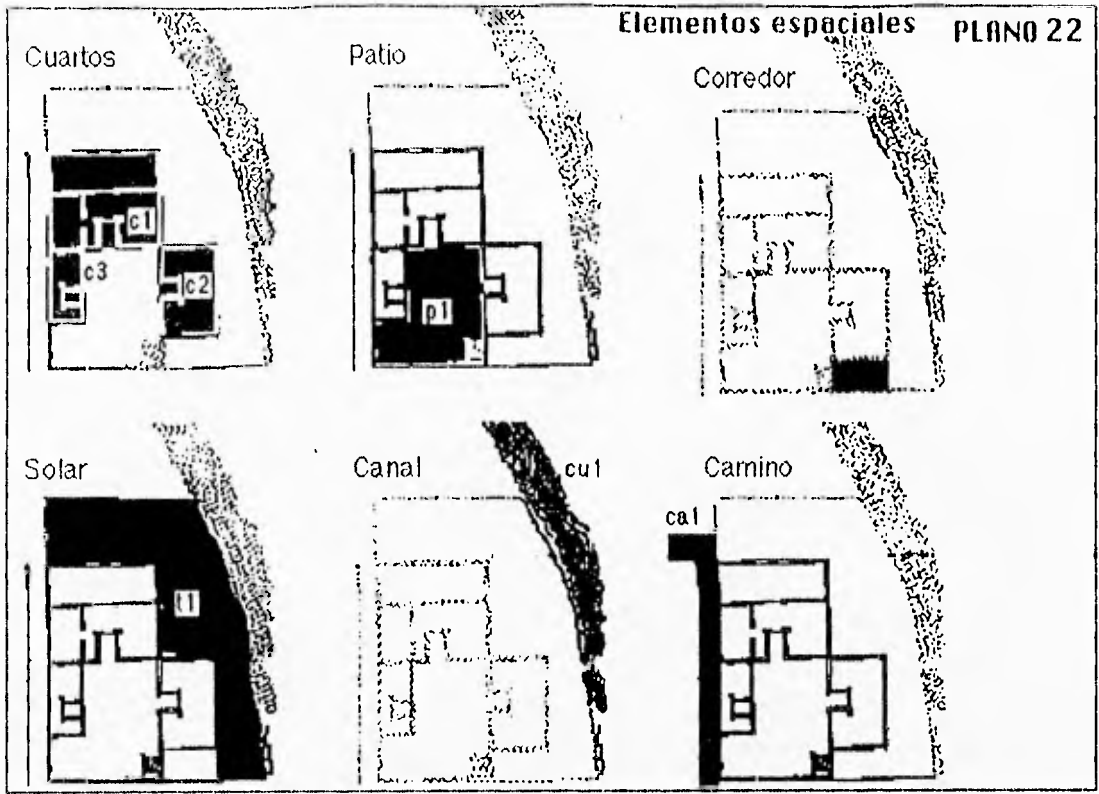 Elementos espaciales PLANO 22
Cuartos
Patio
Corredor
c1
c3
c2
p1
Solar
Canal
cu1
Camino
ca1
t1